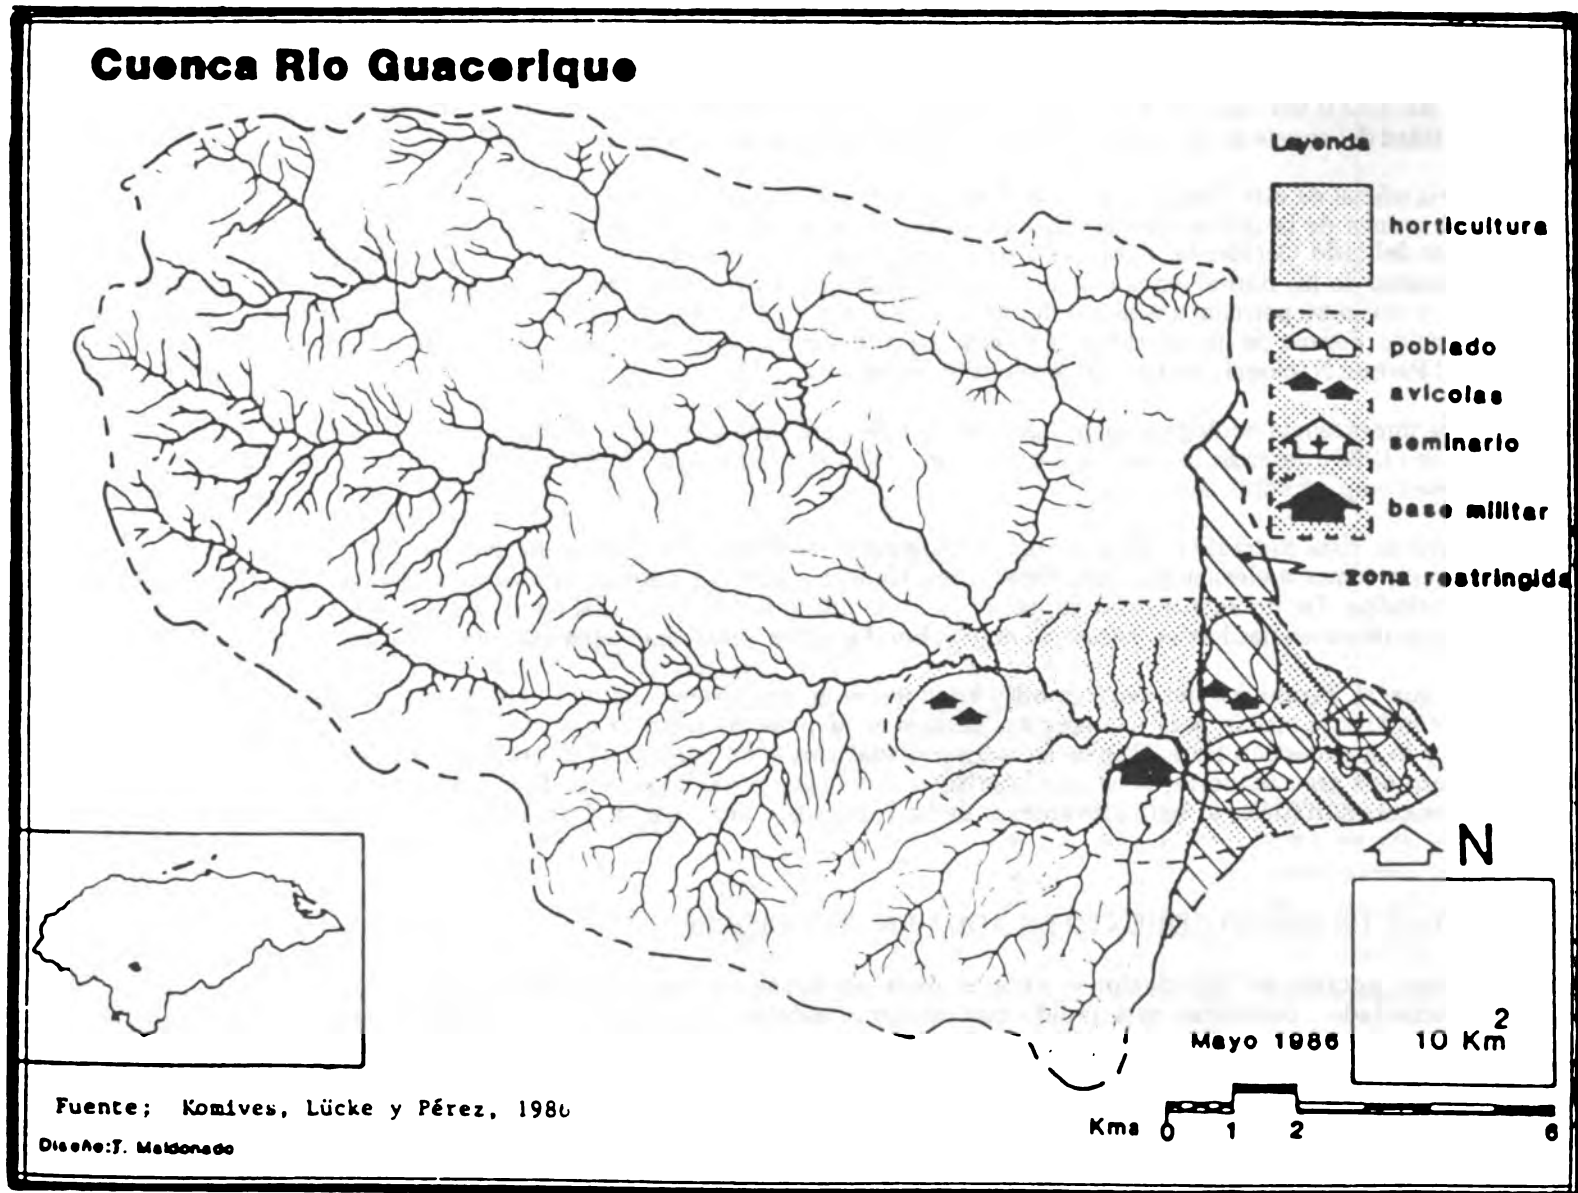 Cuenca Rio Guacerique
Leyenda
horticultura
poblado
avicolas
seminario
base militar
zona restringida
N
Mayo 1986
10 Km2
Fuente; Komives, Lücke y Pérez, 1986
Diseño:T. Maldonado
Kms 0 1 2 6